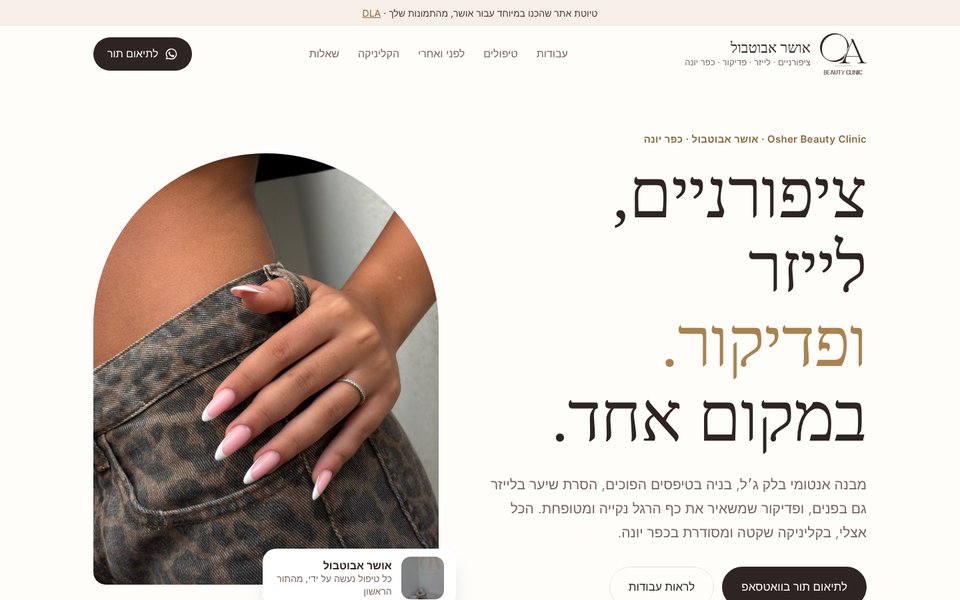 טיוטת אתר שהכנו במיוחד עבור אושר, מהתמונות שלך · DLA
OA
BEAUTY CLINIC
אושר אבוטבול
ציפורניים · לייזר · פדיקור · כפר יונה
עבודות
טיפולים
לפני ואחרי
הקליניקה
שאלות
לתיאום תור
Osher Beauty Clinic · אושר אבוטבול · כפר יונה
ציפורניים,
לייזר
ופדיקור.
במקום אחד.
מבנה אנטומי בלק ג׳ל, בניה בטיפסים הפוכים, הסרת שיער בלייזר
גם בפנים, ופדיקור שמשאיר את כף הרגל נקייה ומטופחת. הכל
אצלי, בקליניקה שקטה ומסודרת בכפר יונה.
לתיאום תור בוואטסאפ
לראות עבודות
אושר אבוטבול
כל טיפול נעשה על ידי, מהתור
הראשון